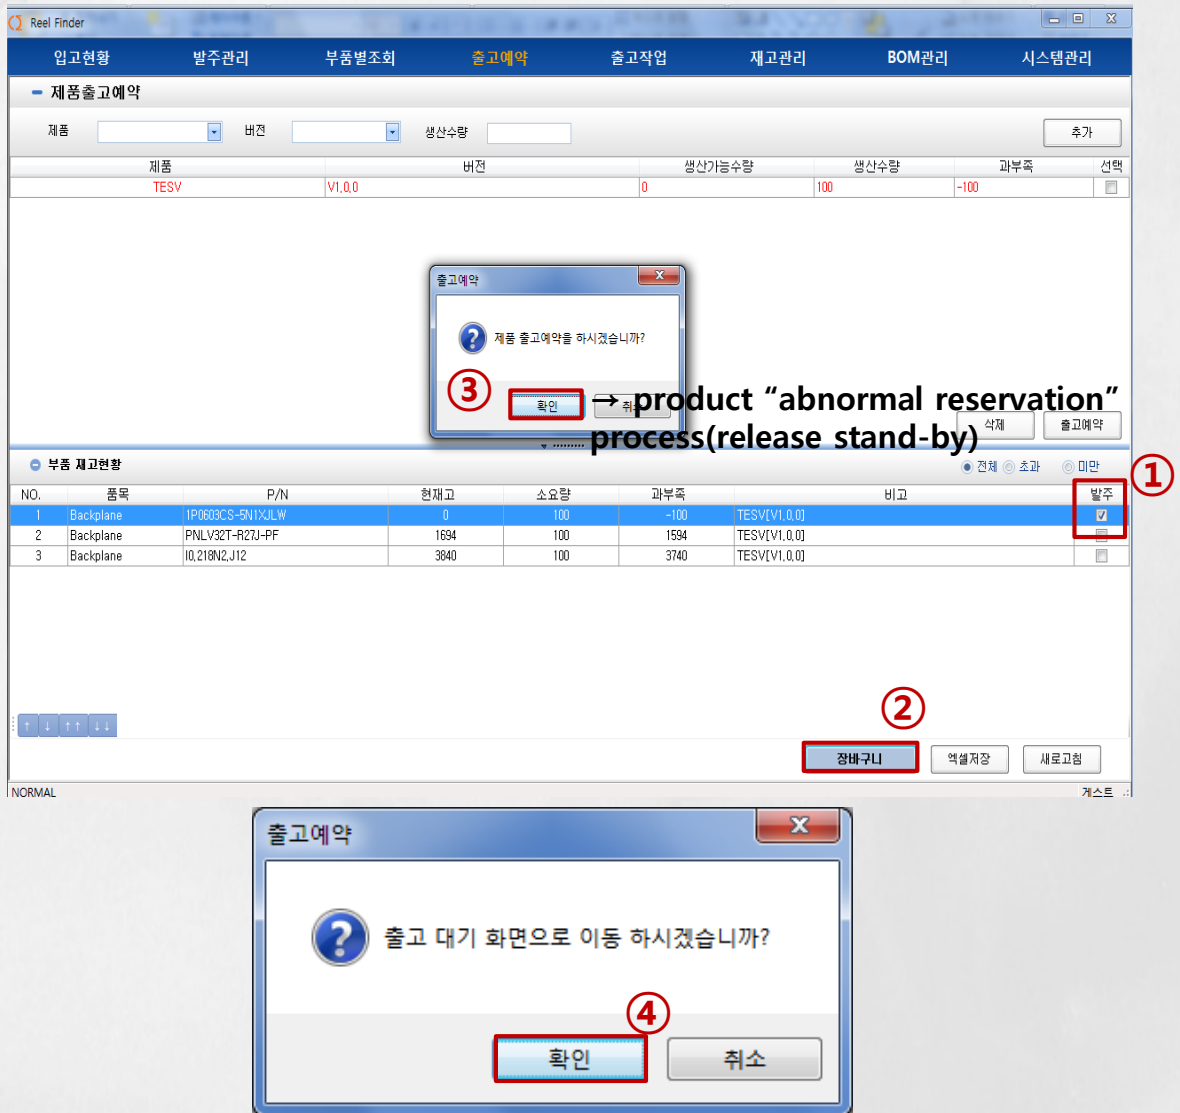 Reel Finder
입고현황 발주관리 부품별조회 출고예약 출고작업 재고관리 BOM관리 시스템관리
제품출고예약
제품 버젼 생산수량 추가
제품 버젼 생산가능수량 생산수량 과부족 선택
TESV V1,0,0 0 100 -100
출고예약
제품 출고예약을 하시겠습니까?
③ 확인
→ product “abnormal reservation”
process(release stand-by)
삭제 출고예약
부품 재고현황 전체 초과 미만
①
NO. 품목 P/N 현재고 소요량 과부족 비고 발주
1 Backplane 1P0603CS-5N1XJLW 0 100 -100 TESV[V1,0,0]
2 Backplane PNLV32T-R27J-PF 1694 100 1594 TESV[V1,0,0]
3 Backplane I0,218N2,J12 3840 100 3740 TESV[V1,0,0]
②
↑ ↓ ↑↑ ↓↓
장바구니 엑셀저장 새로고침
NORMAL 게스트
출고예약
출고 대기 화면으로 이동 하시겠습니까?
④
확인 취소